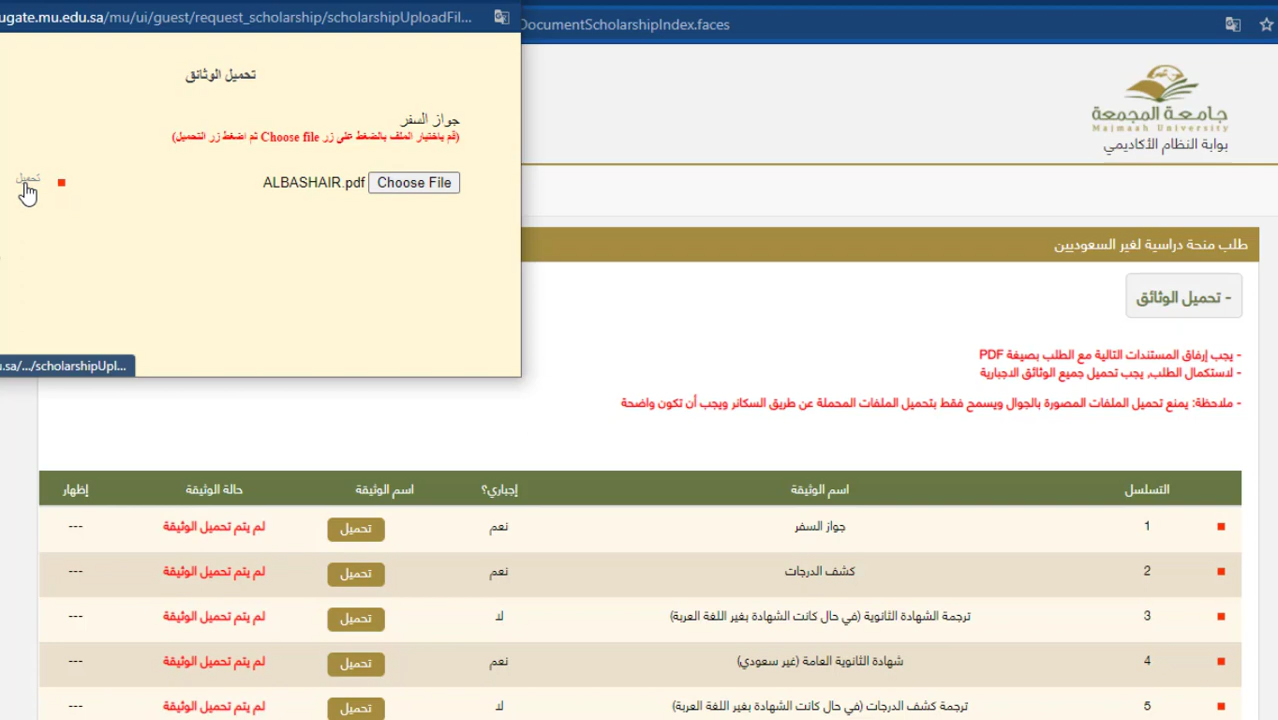 ugate.mu.edu.sa/mu/ui/guest/request_scholarship/scholarshipUploadFil...
DocumentScholarshipIndex.faces
تحميل الوثائق
جواز السفر
(قم باختيار الملف بالضغط على زر Choose file ثم اضغط زر التحميل)
Choose File ALBASHAIR.pdf
تحميل
u.sa/.../scholarshipUpl...
جامعة المجمعة
Majmaah University
بوابة النظام الأكاديمي
طلب منحة دراسية لغير السعوديين
- تحميل الوثائق
- يجب إرفاق المستندات التالية مع الطلب بصيغة PDF
- لاستكمال الطلب, يجب تحميل جميع الوثائق الاجبارية
- ملاحظة: يمنع تحميل الملفات المصورة بالجوال ويسمح فقط بتحميل الملفات المحملة عن طريق السكانر ويجب أن تكون واضحة
التسلسل اسم الوثيقة إجباري؟ اسم الوثيقة حالة الوثيقة إظهار
1 جواز السفر نعم تحميل لم يتم تحميل الوثيقة ---
2 كشف الدرجات نعم تحميل لم يتم تحميل الوثيقة ---
3 ترجمة الشهادة الثانوية (في حال كانت الشهادة بغير اللغة العربة) لا تحميل لم يتم تحميل الوثيقة ---
4 شهادة الثانوية العامة (غير سعودي) نعم تحميل لم يتم تحميل الوثيقة ---
5 ترجمة كشف الدرجات (في حال كانت الشهادة بغير اللغة العربة) لا تحميل لم يتم تحميل الوثيقة ---